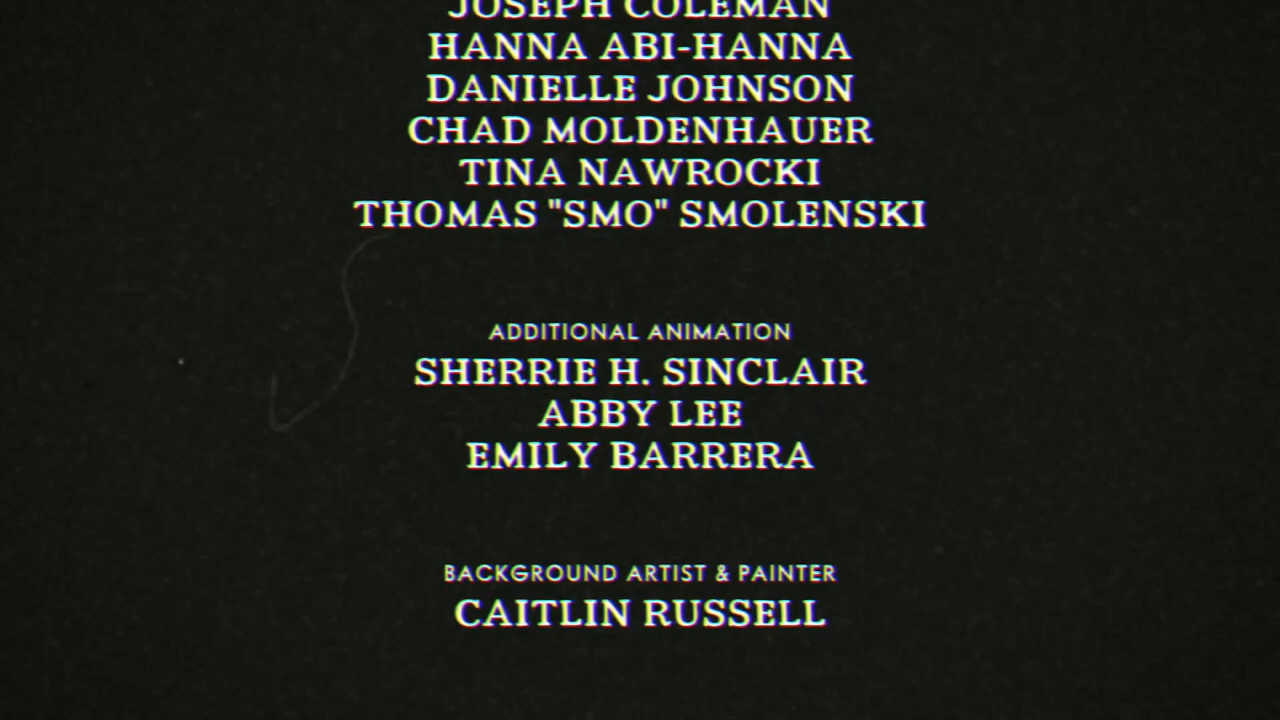 JOSEPH COLEMAN
HANNA ABI-HANNA
DANIELLE JOHNSON
CHAD MOLDENHAUER
TINA NAWROCKI
THOMAS "SMO" SMOLENSKI
ADDITIONAL ANIMATION
SHERRIE H. SINCLAIR
ABBY LEE
EMILY BARRERA
BACKGROUND ARTIST & PAINTER
CAITLIN RUSSELL